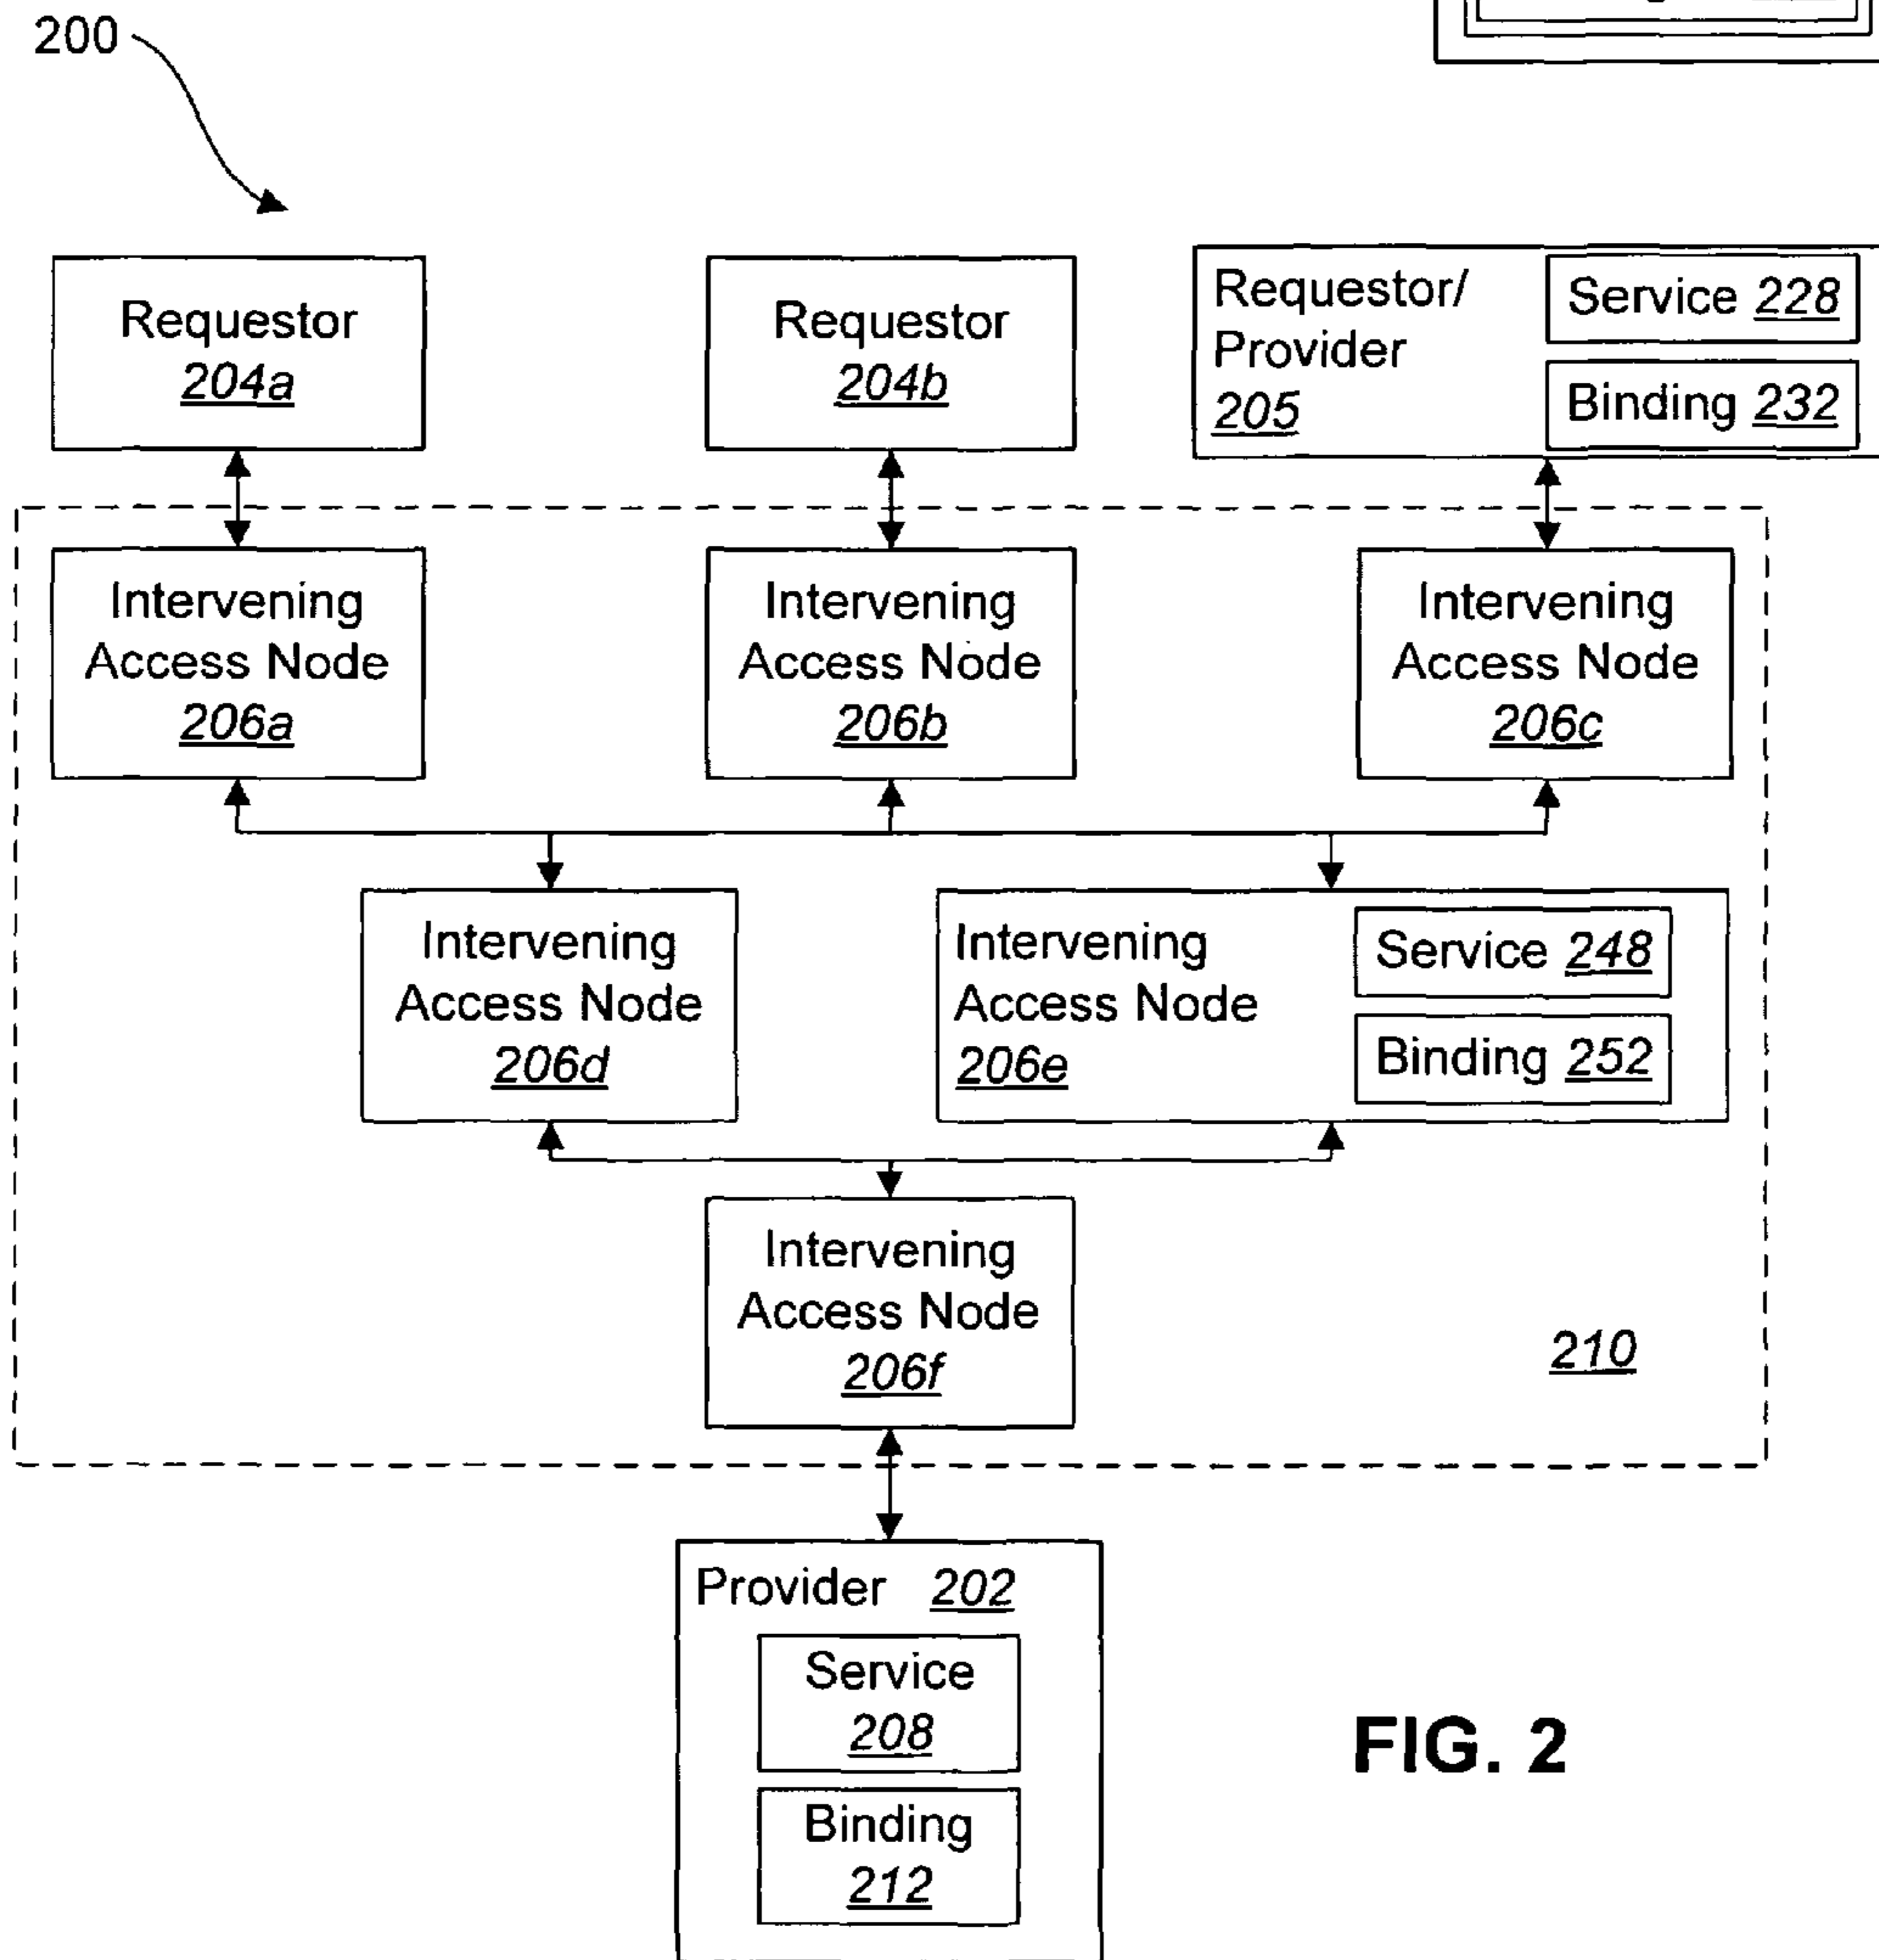 200
Requestor
204a
Requestor
204b
Requestor/
Provider
205
Service 228
Binding 232
Intervening
Access Node
206a
Intervening
Access Node
206b
Intervening
Access Node
206c
Intervening
Access Node
206d
Intervening
Access Node
206e
Service 248
Binding 252
Intervening
Access Node
206f
210
Provider 202
Service
208
Binding
212
FIG. 2